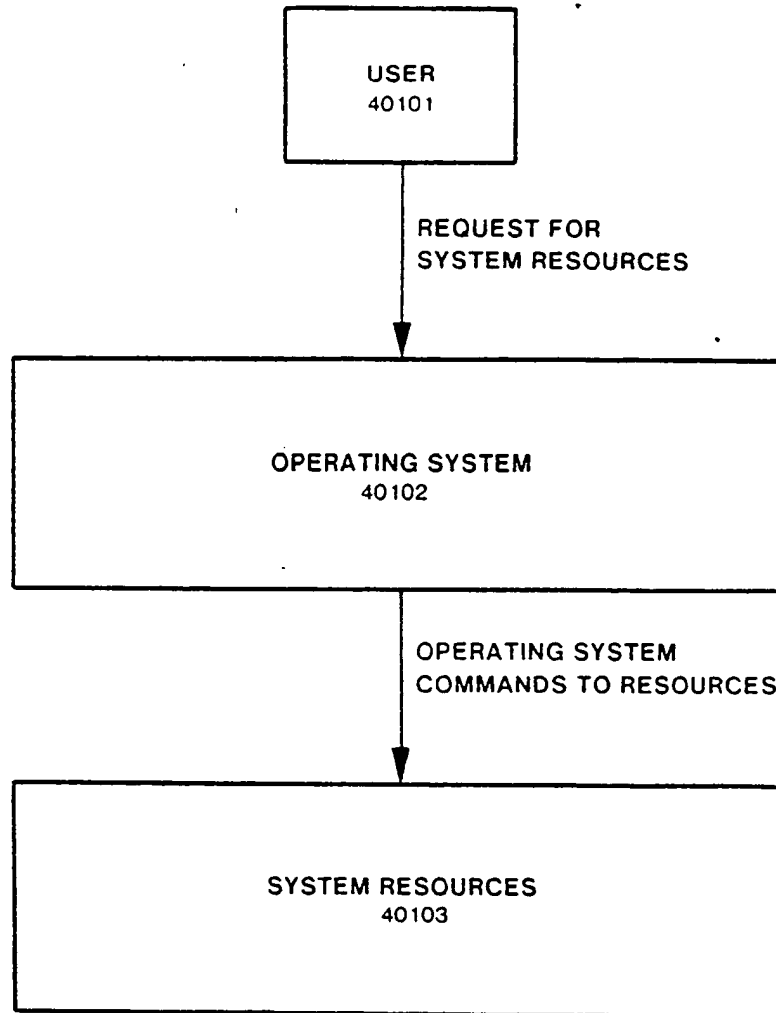 USER
40101
REQUEST FOR
SYSTEM RESOURCES
OPERATING SYSTEM
40102
OPERATING SYSTEM
COMMANDS TO RESOURCES
SYSTEM RESOURCES
40103